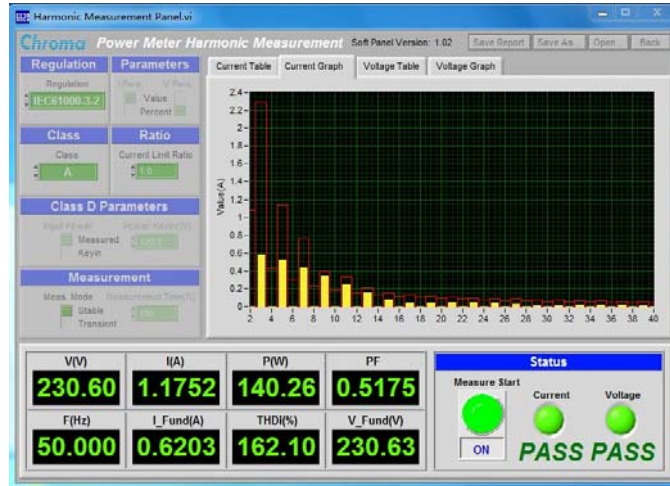 Harmonic Measurement Panel.vi
Chroma Power Meter Harmonic Measurement Soft Panel Version: 1.02 Save Report Save As... Open... Back
Regulation Parameters
Regulation
IEC61000-3-2
Value
Percent
Class Ratio
Class Current Limit Ratio
A 1.0
Class D Parameters
Input Power
Measured
Keyin
Measurement
Meas. Mode
Stable
Transient
Current Table Current Graph Voltage Table Voltage Graph
Value(A)
2.4
2
1.8
1.6
1.4
1.2
1
0.8
0.6
0.4
0.2
0
2 4 6 8 10 12 14 16 18 20 22 24 26 28 30 32 34 36 38 40
V(V) I(A) P(W) PF
230.60 1.1752 140.26 0.5175
F(Hz) I_Fund(A) THDi(%) V_Fund(V)
50.000 0.6203 162.10 230.63
Status
Measure Start Current Voltage
ON PASS PASS